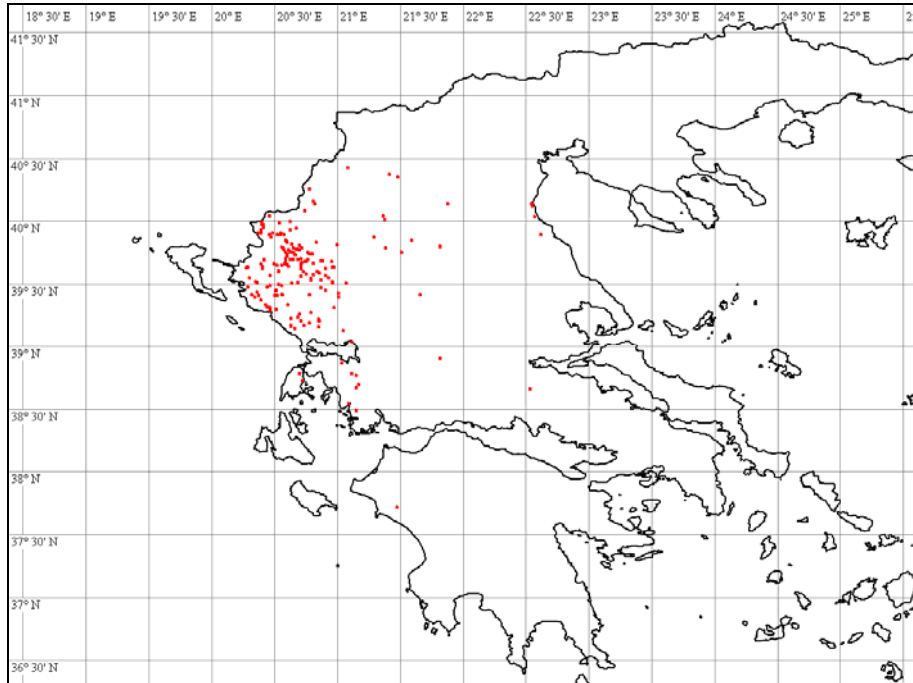 18° 30′ E 19° E 19° 30′ E 20° E 20° 30′ E 21° E 21° 30′ E 22° E 22° 30′ E 23° E 23° 30′ E 24° E 24° 30′ E 25° E 2
41° 30′ N
41° N
40° 30′ N
40° N
39° 30′ N
39° N
38° 30′ N
38° N
37° 30′ N
37° N
36° 30′ N